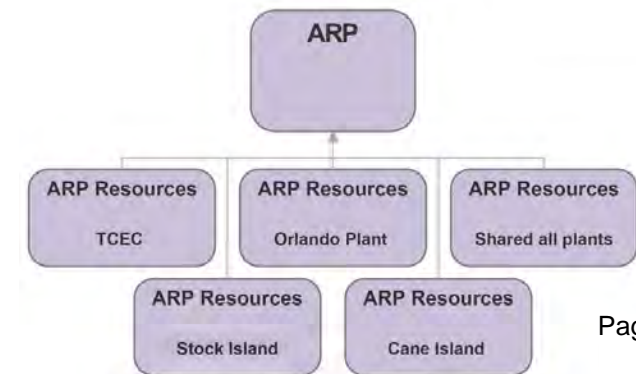 ARP
ARP Resources
TCEC
ARP Resources
Orlando Plant
ARP Resources
Shared all plants
ARP Resources
Stock Island
ARP Resources
Cane Island